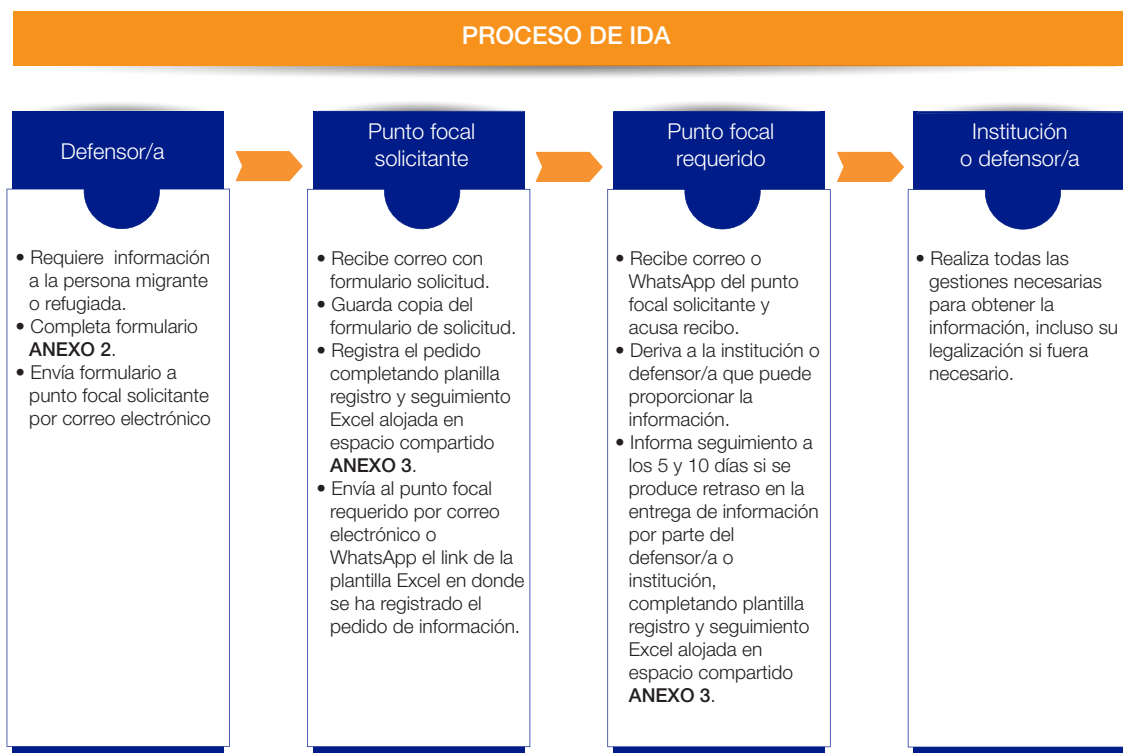 PROCESO DE IDA
Defensor/a
• Requiere información
a la persona migrante
o refugiada.
• Completa formulario
ANEXO 2.
• Envía formulario a
punto focal solicitante
por correo electrónico
Punto focal
solicitante
• Recibe correo con
formulario solicitud.
• Guarda copia del
formulario de solicitud.
• Registra el pedido
completando planilla
registro y seguimiento
Excel alojada en
espacio compartido
ANEXO 3.
• Envía al punto focal
requerido por correo
electrónico o
WhatsApp el link de la
plantilla Excel en donde
se ha registrado el
pedido de información.
Punto focal
requerido
• Recibe correo o
WhatsApp del punto
focal solicitante y
acusa recibo.
• Deriva a la institución o
defensor/a que puede
proporcionar la
información.
• Informa seguimiento a
los 5 y 10 días si se
produce retraso en la
entrega de información
por parte del
defensor/a o
institución,
completando plantilla
registro y seguimiento
Excel alojada en
espacio compartido
ANEXO 3.
Institución
o defensor/a
• Realiza todas las
gestiones necesarias
para obtener la
información, incluso su
legalización si fuera
necesario.